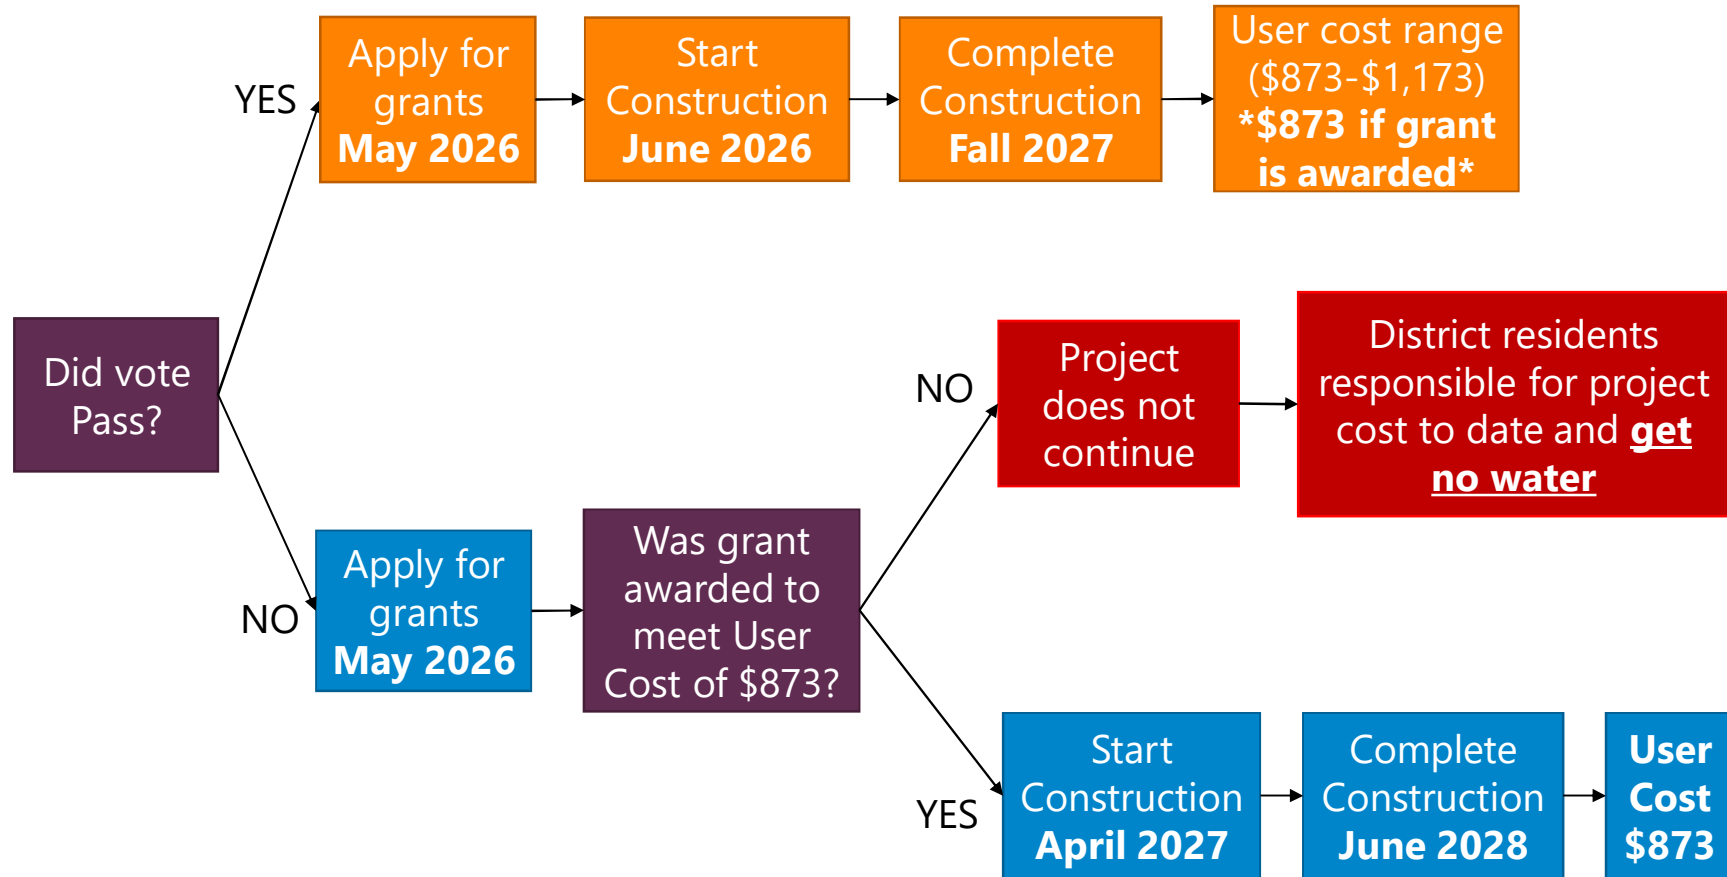 Did vote
Pass?
YES
Apply for
grants
May 2026
Start
Construction
June 2026
Complete
Construction
Fall 2027
User cost range
($873-$1,173)
*$873 if grant
is awarded*
NO
Apply for
grants
May 2026
Was grant
awarded to
meet User
Cost of $873?
NO
Project
does not
continue
District residents
responsible for project
cost to date and get
no water
YES
Start
Construction
April 2027
Complete
Construction
June 2028
User
Cost
$873